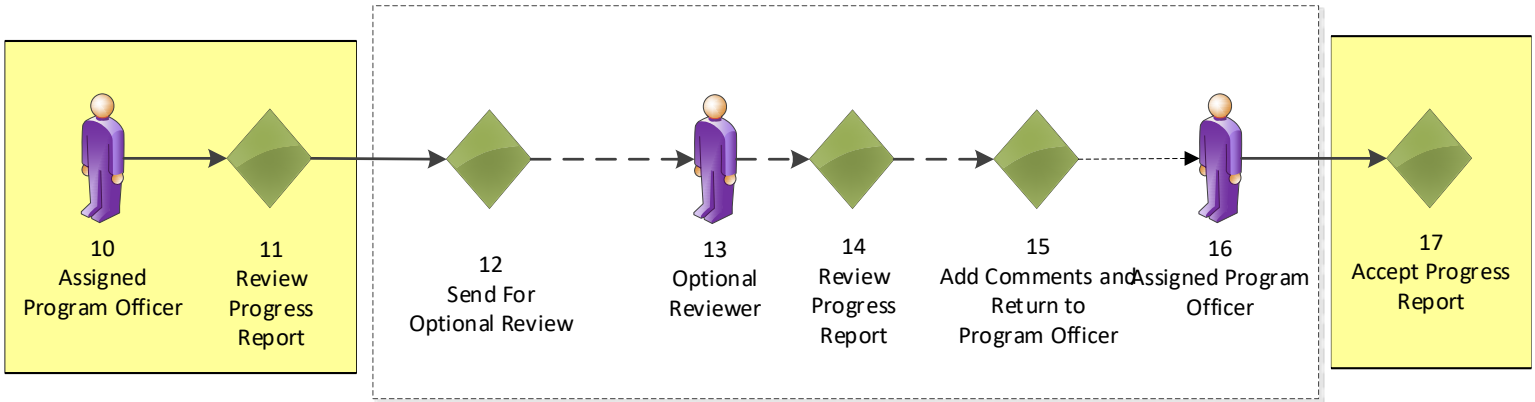 10
Assigned
Program Officer
11
Review
Progress
Report
12
Send For
Optional Review
13
Optional
Reviewer
14
Review
Progress
Report
15
Add Comments and
Return to
Program Officer
16
Assigned Program
Officer
17
Accept Progress
Report